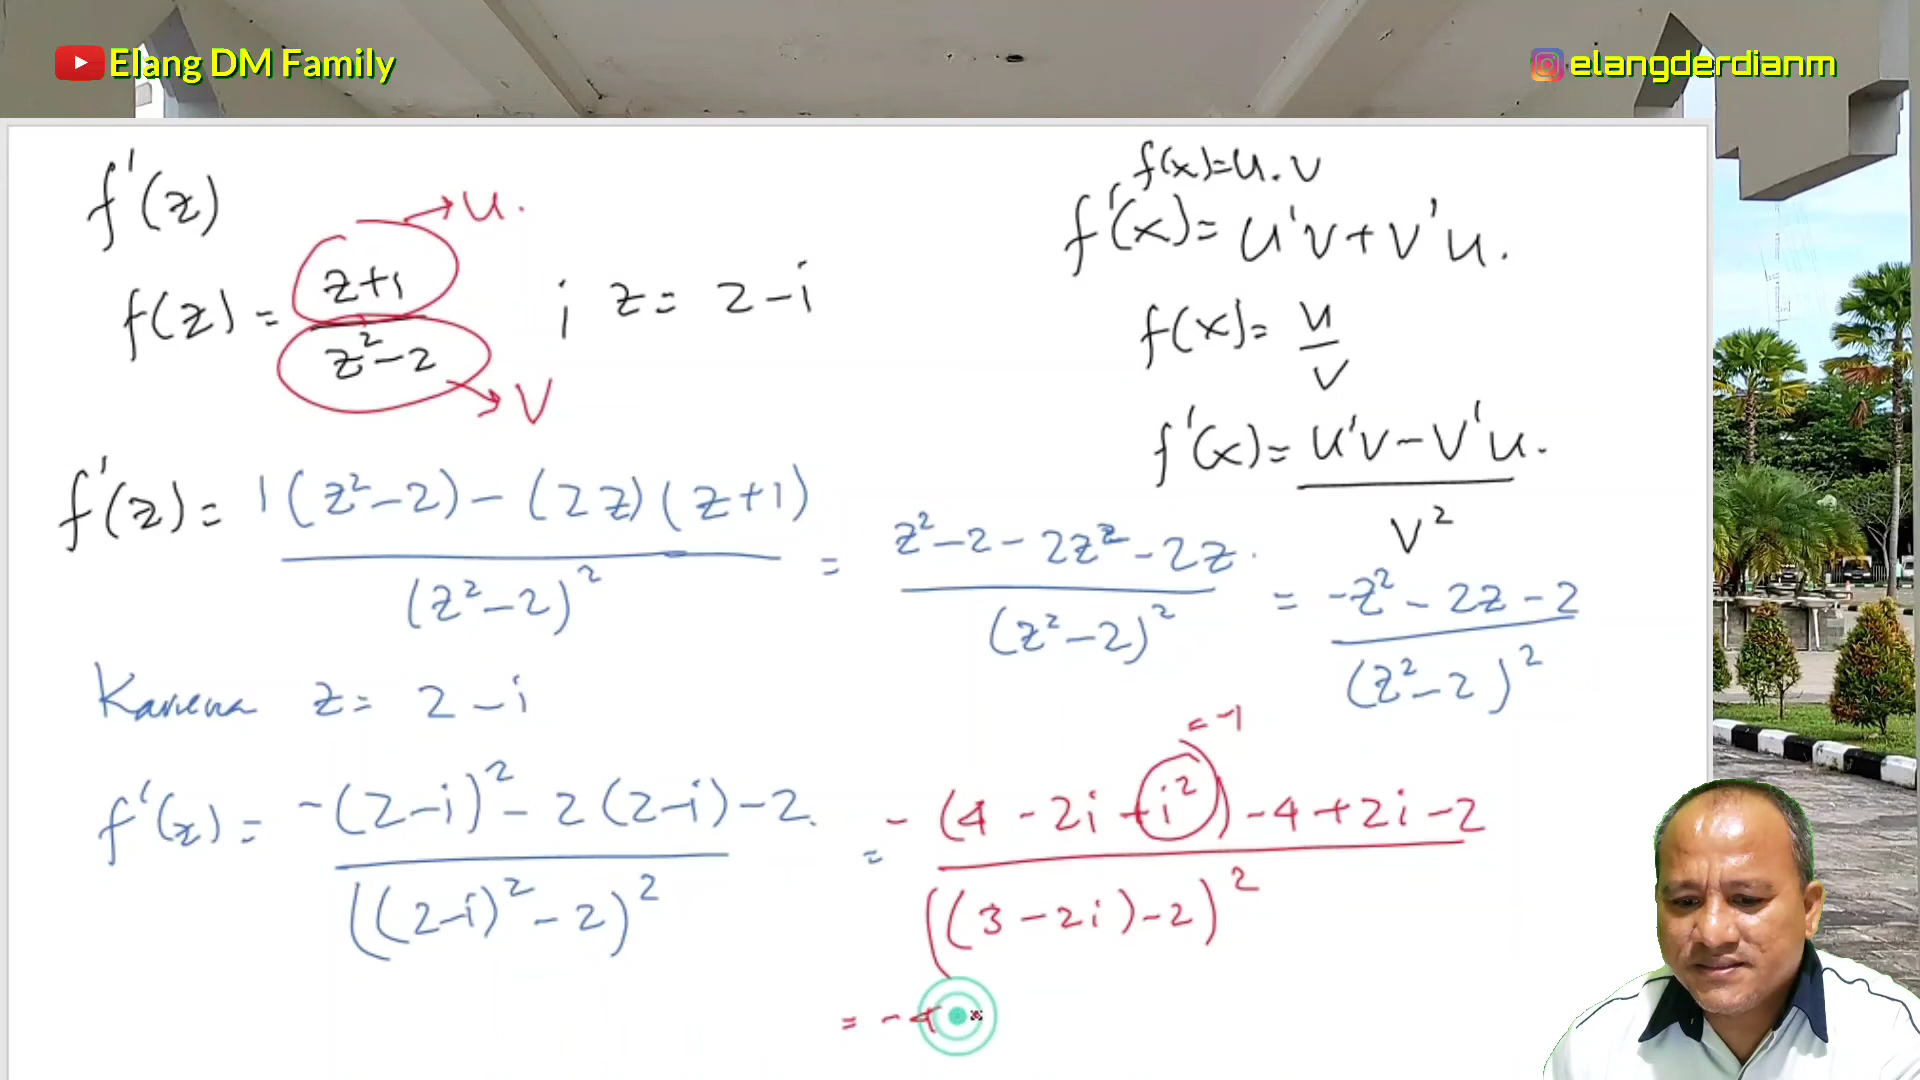 Elang DM Family
elangderdianm
f'(z)
f(z) = z+1 / z²-2 ; z = 2-i
→ u.
→ v
f(x)=u.v
f'(x)= u'v+v'u.
f(x)= u/v
f'(x)= u'v-v'u. / v²
f'(z)= 1(z²-2)-(2z)(z+1) / (z²-2)² = z²-2-2z²-2z. / (z²-2)² = -z²-2z-2 / (z²-2)²
Karena z= 2-i
= -1
f'(z)= -(2-i)²-2(2-i)-2. / ((2-i)²-2)² = -(4-2i+i²)-4+2i-2 / ((3-2i)-2)²
= -4